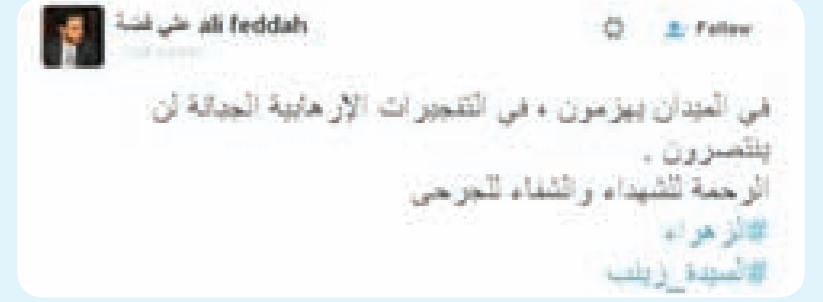 علي فضة ali feddah
Follow
في الميدان يهزمون ، في التفجيرات الإرهابية الجبانة لن
ينتصرون .
الرحمة للشهداء والشفاء للجرحى
#الزهراء
#السيدة_زينب